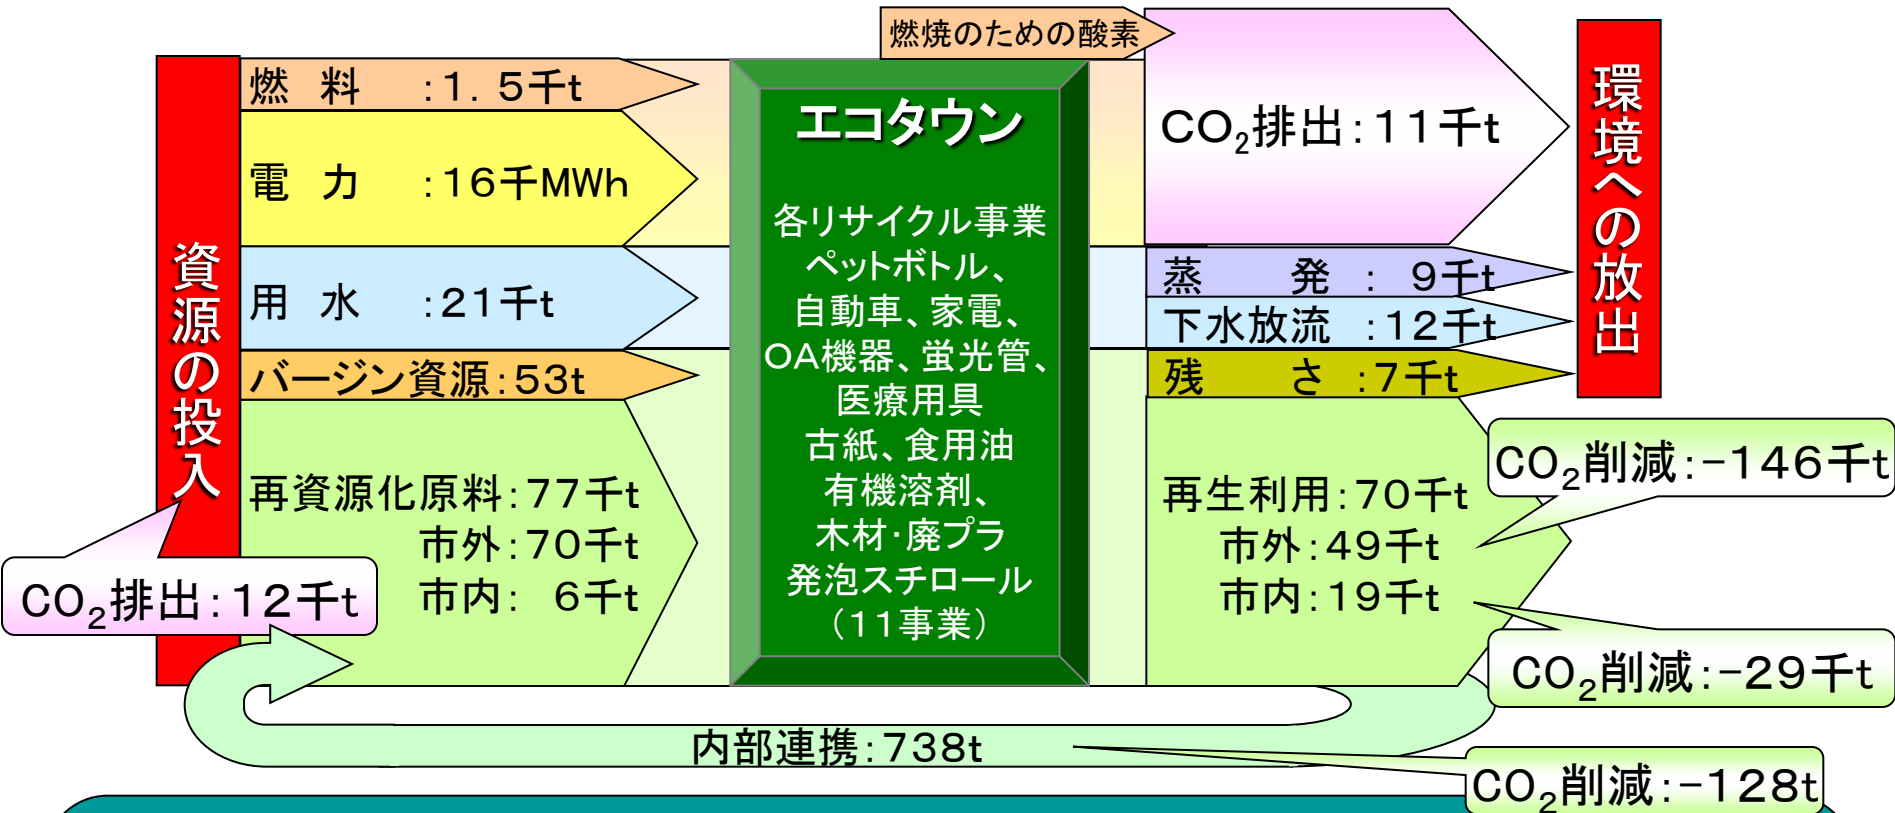 燃焼のための酸素
資源の投入
燃　料　：1．5千t
電　力　：16千MWh
用　水　：21千t
バージン資源：53t
再資源化原料：77千t
市外：70千t
市内：　6千t
CO₂排出：12千t
エコタウン
各リサイクル事業
ペットボトル、
自動車、家電、
OA機器、蛍光管、
医療用具
古紙、食用油
有機溶剤、
木材・廃プラ
発泡スチロール
（11事業）
CO₂排出：11千t
蒸　　発　：　9千t
下水放流　：12千t
残　　さ　：7千t
再生利用：70千t
市外：49千t
市内：19千t
環境への放出
CO₂削減：−146千t
CO₂削減：−29千t
内部連携：738t
CO₂削減：−128t